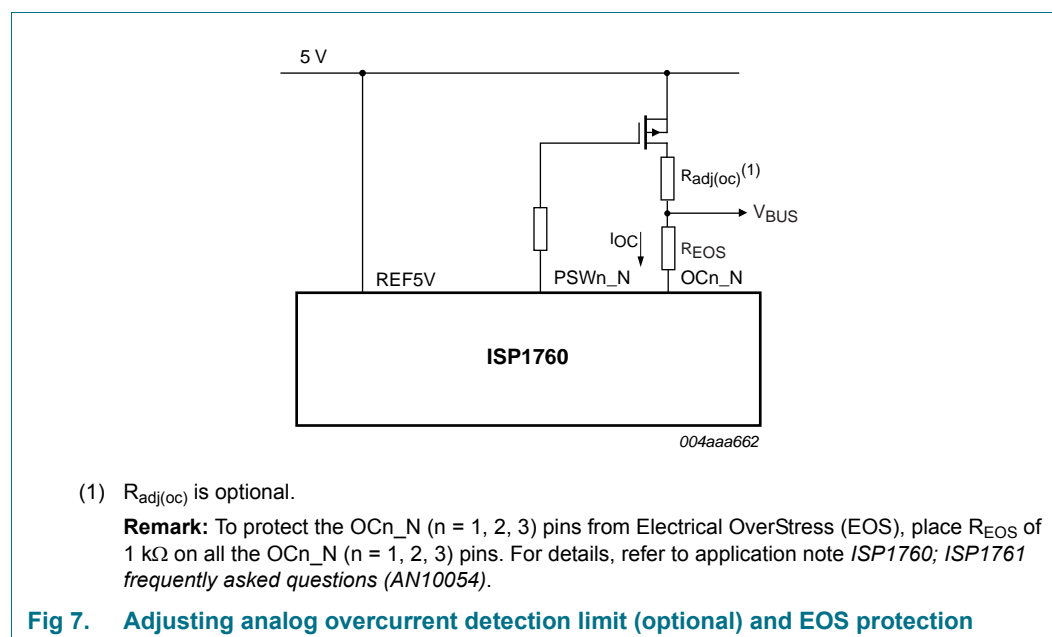 5 V
R_adj(oc)(1)
V_BUS
I_OC
R_EOS
REF5V
PSWn_N
OCn_N
ISP1760
004aaa662
(1) R_adj(oc) is optional.
Remark: To protect the OCn_N (n = 1, 2, 3) pins from Electrical OverStress (EOS), place R_EOS of
1 kΩ on all the OCn_N (n = 1, 2, 3) pins. For details, refer to application note ISP1760; ISP1761
frequently asked questions (AN10054).
Fig 7. Adjusting analog overcurrent detection limit (optional) and EOS protection